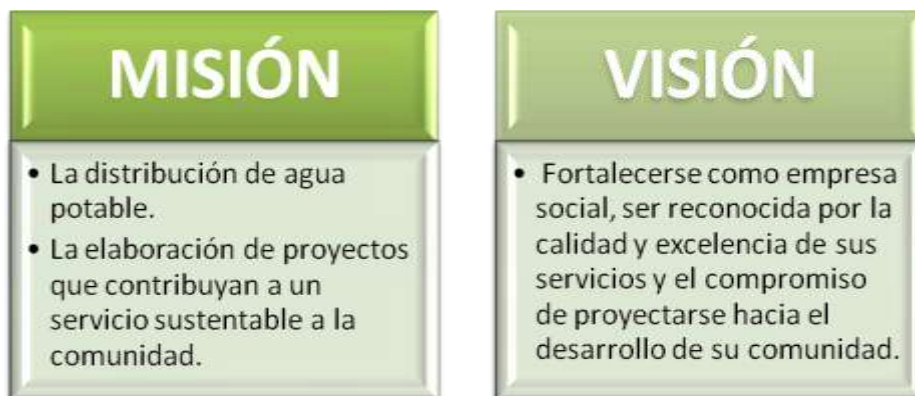 MISIÓN
• La distribución de agua
potable.
• La elaboración de proyectos
que contribuyan a un
servicio sustentable a la
comunidad.
VISIÓN
• Fortalecerse como empresa
social, ser reconocida por la
calidad y excelencia de sus
servicios y el compromiso
de proyectarse hacia el
desarrollo de su comunidad.